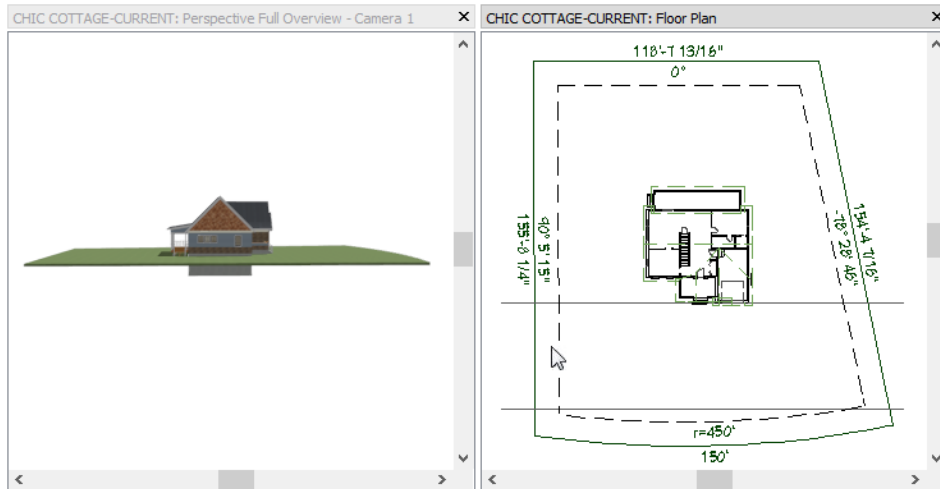 CHIC COTTAGE-CURRENT: Perspective Full Overview - Camera 1
CHIC COTTAGE-CURRENT: Floor Plan
118'-7 13/16"
0°
155'-8 1/4"
90° 5'15"
154'-4 7/16"
-78° 28' 46"
r=450'
150'